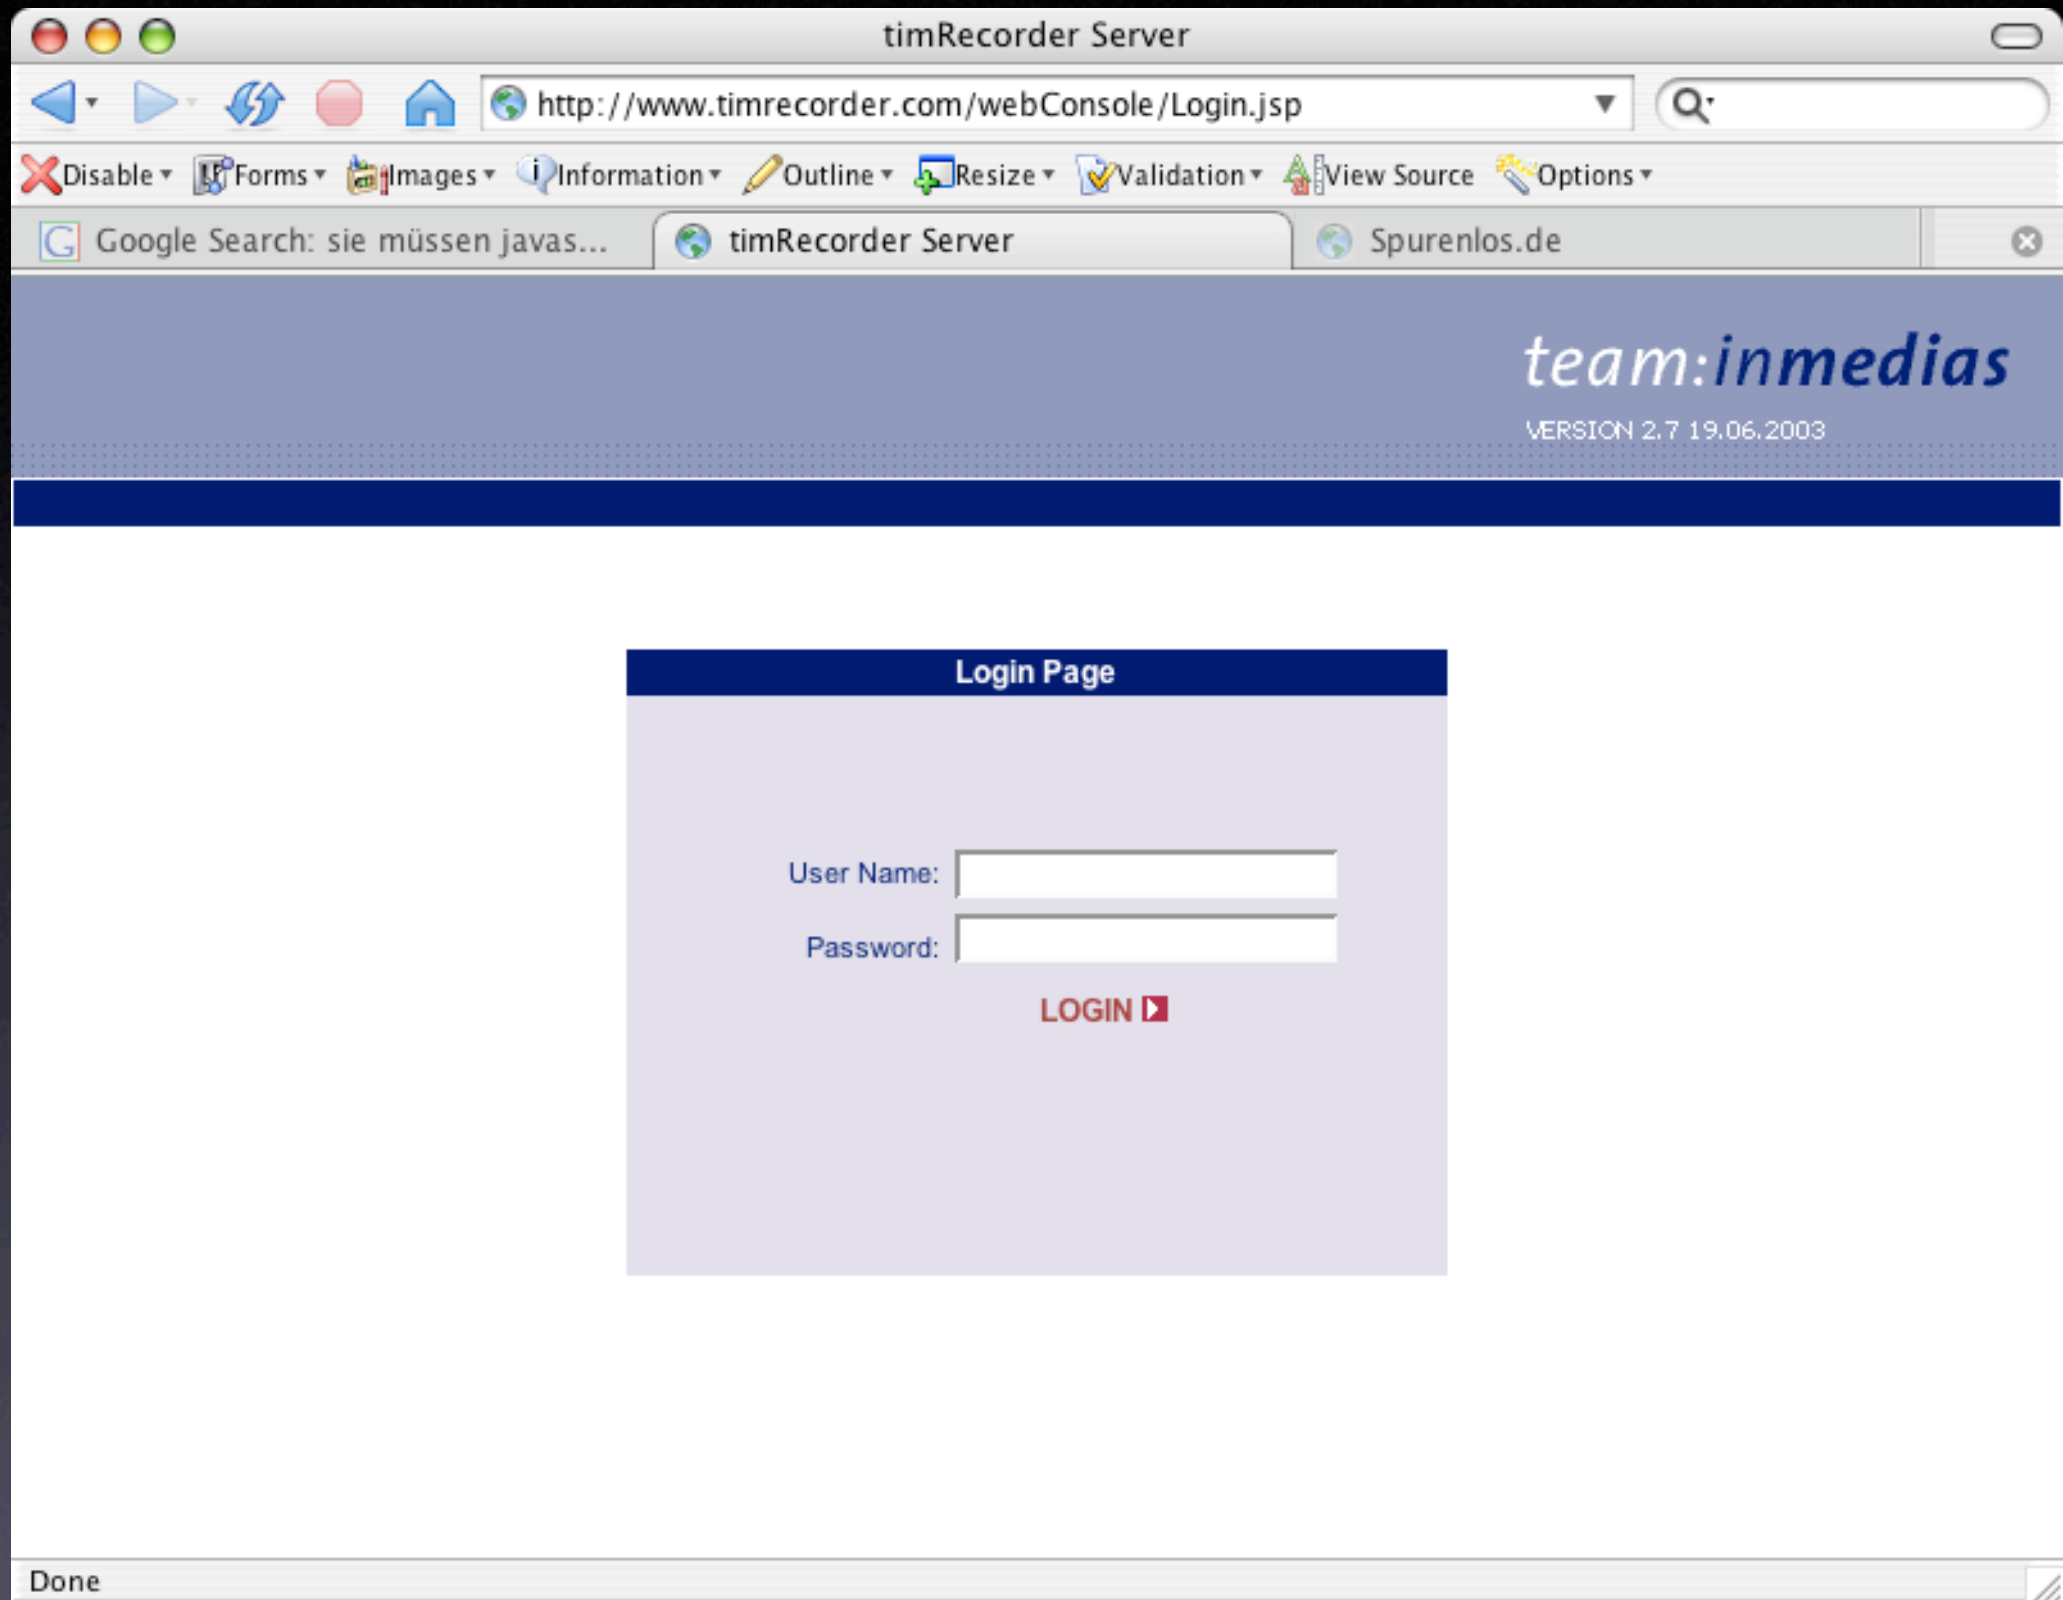 timRecorder Server
http://www.timrecorder.com/webConsole/Login.jsp
Disable Forms Images Information Outline Resize Validation View Source Options
Google Search: sie müssen javas... timRecorder Server Spurenlos.de
team:inmedias
VERSION 2.7 19.06.2003
Login Page
User Name:
Password:
LOGIN
Done